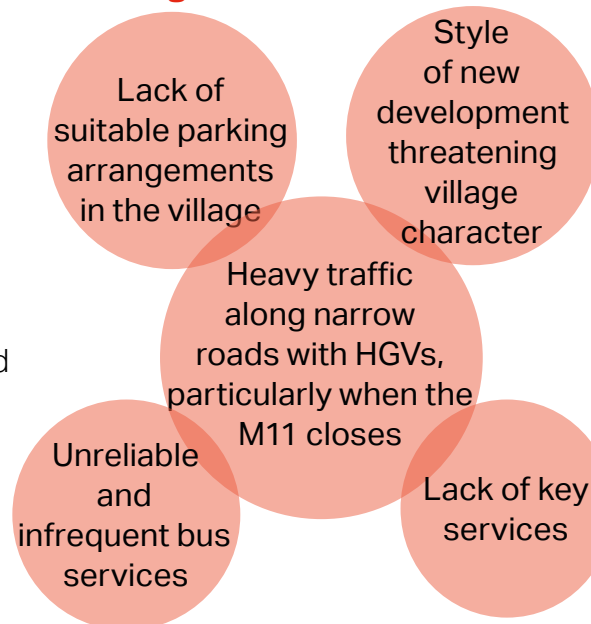 Lack of
suitable parking
arrangements
in the village
Style
of new
development
threatening
village
character
Heavy traffic
along narrow
roads with HGVs,
particularly when the
M11 closes
Unreliable
and
infrequent bus
services
Lack of key
services